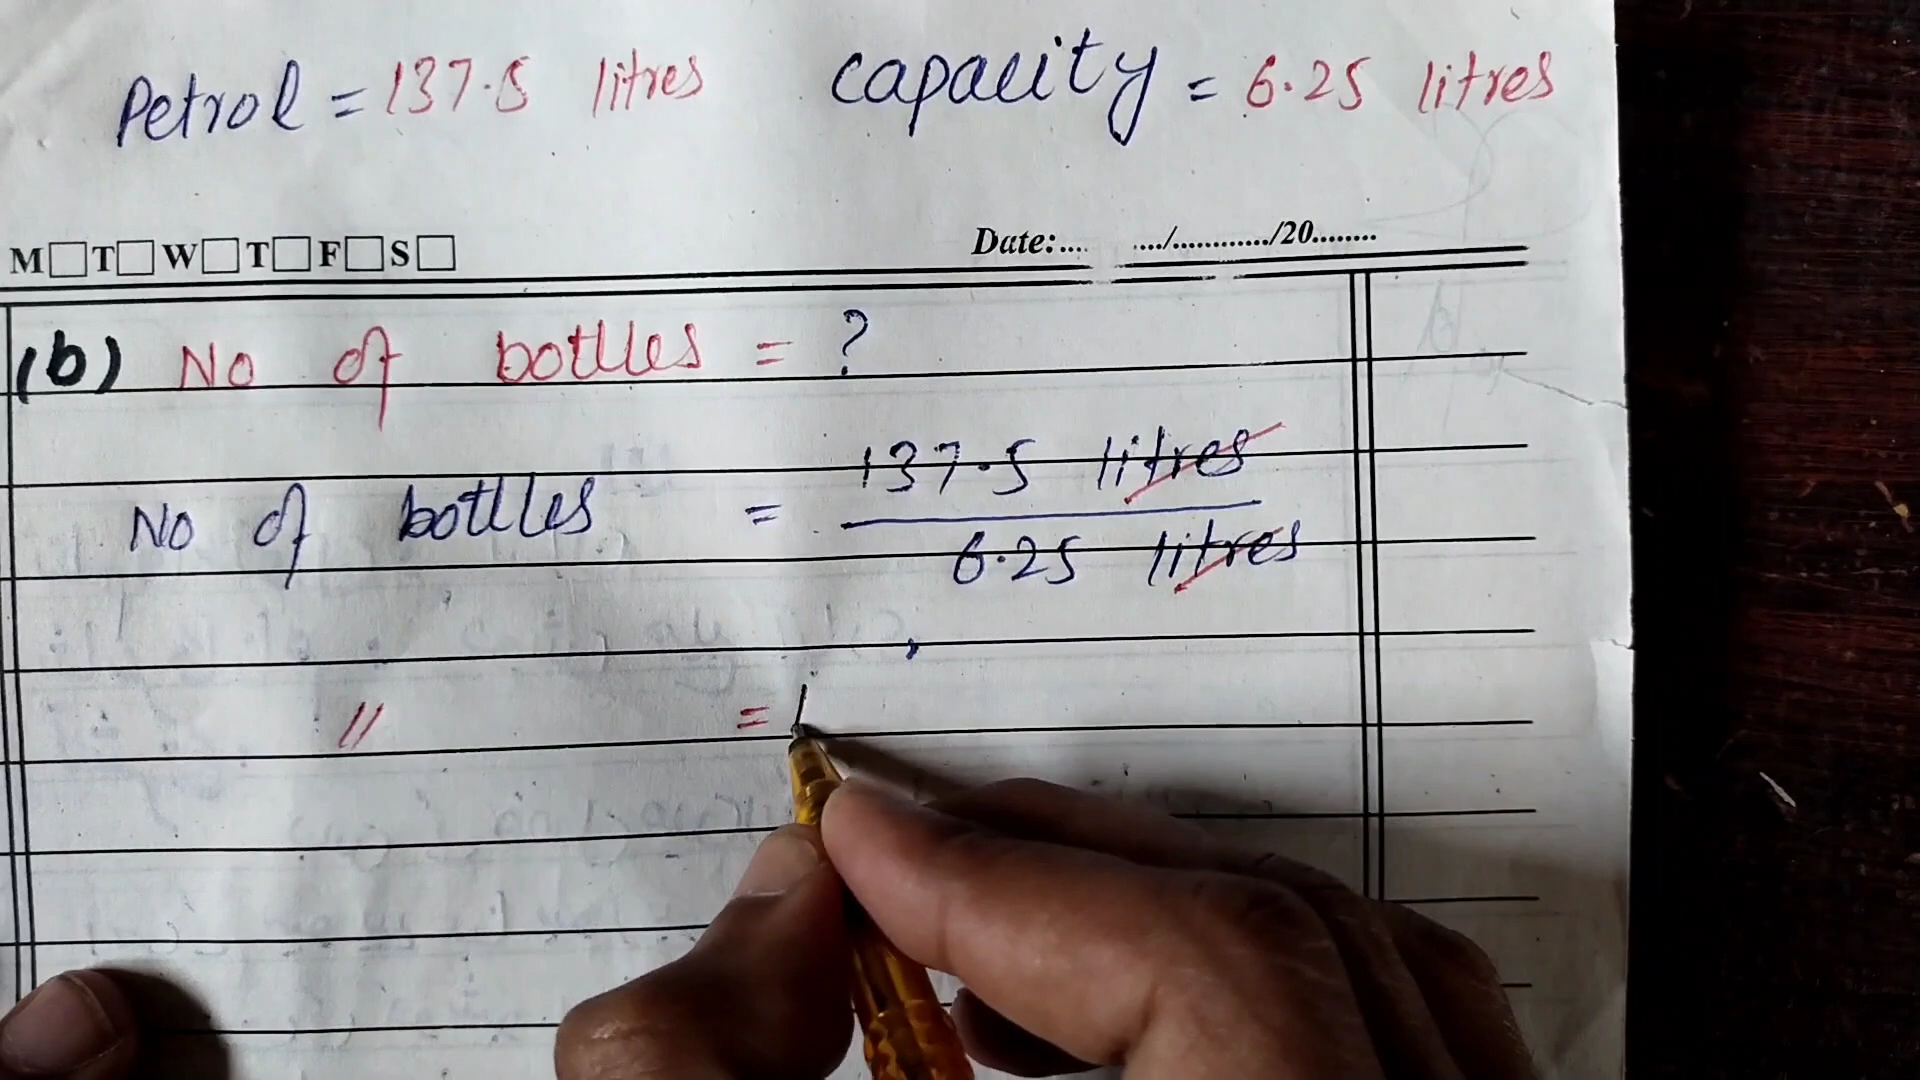 Petrol = 137.5 litres capacity = 6.25 litres
M T W T F S Date:.... ..../............/20........
(b) No of bottles = ?
No of bottles = 137.5 litres
6.25 litres
〃 =